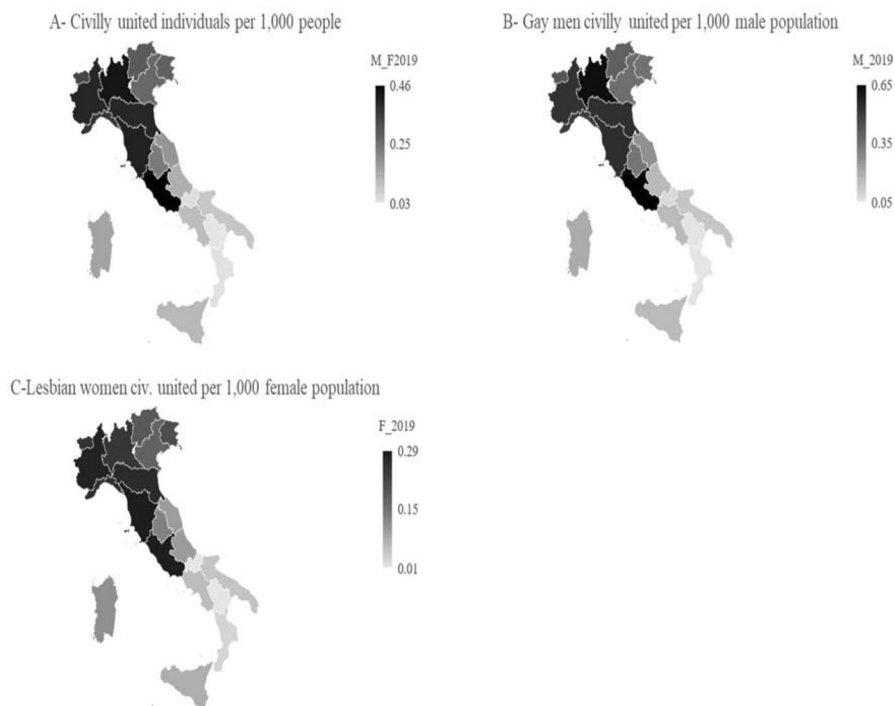 A- Civilly united individuals per 1,000 people
M_F2019
0.46
0.25
0.03
B- Gay men civilly united per 1,000 male population
M_2019
0.65
0.35
0.05
C-Lesbian women civ. united per 1,000 female population
F_2019
0.29
0.15
0.01